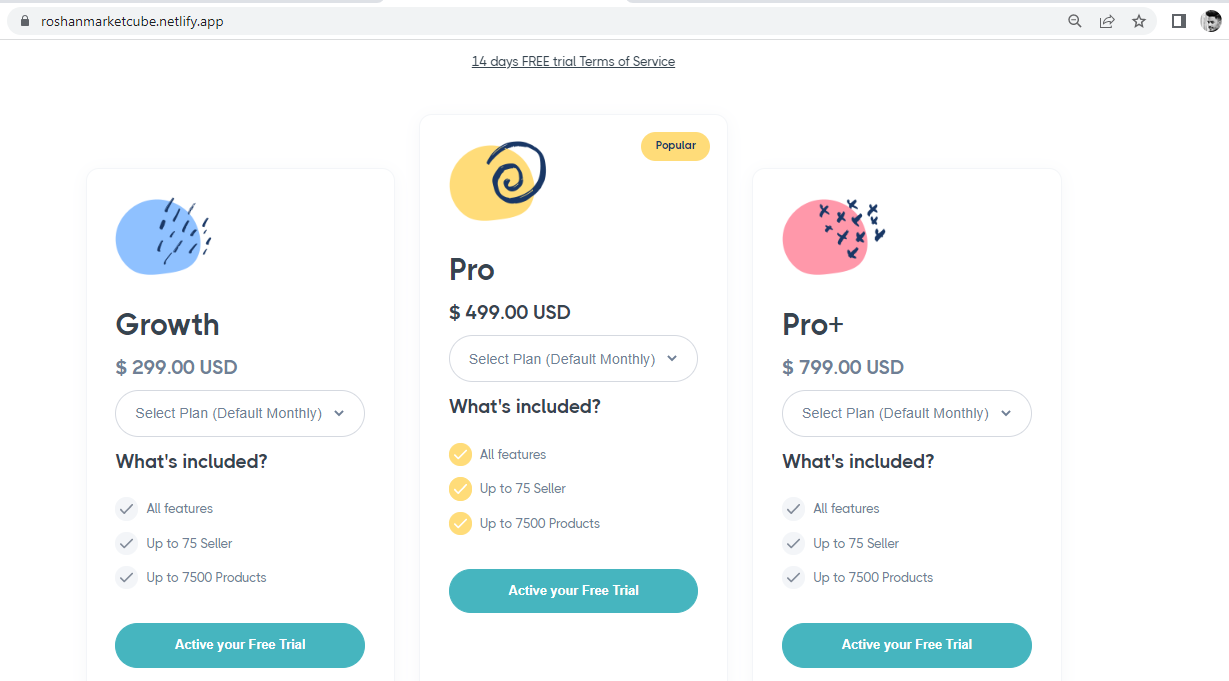 roshanmarketcube.netlify.app
14 days FREE trial Terms of Service
Growth
$ 299.00 USD
Select Plan (Default Monthly)
What's included?
All features
Up to 75 Seller
Up to 7500 Products
Active your Free Trial
Popular
Pro
$ 499.00 USD
Select Plan (Default Monthly)
What's included?
All features
Up to 75 Seller
Up to 7500 Products
Active your Free Trial
Pro+
$ 799.00 USD
Select Plan (Default Monthly)
What's included?
All features
Up to 75 Seller
Up to 7500 Products
Active your Free Trial